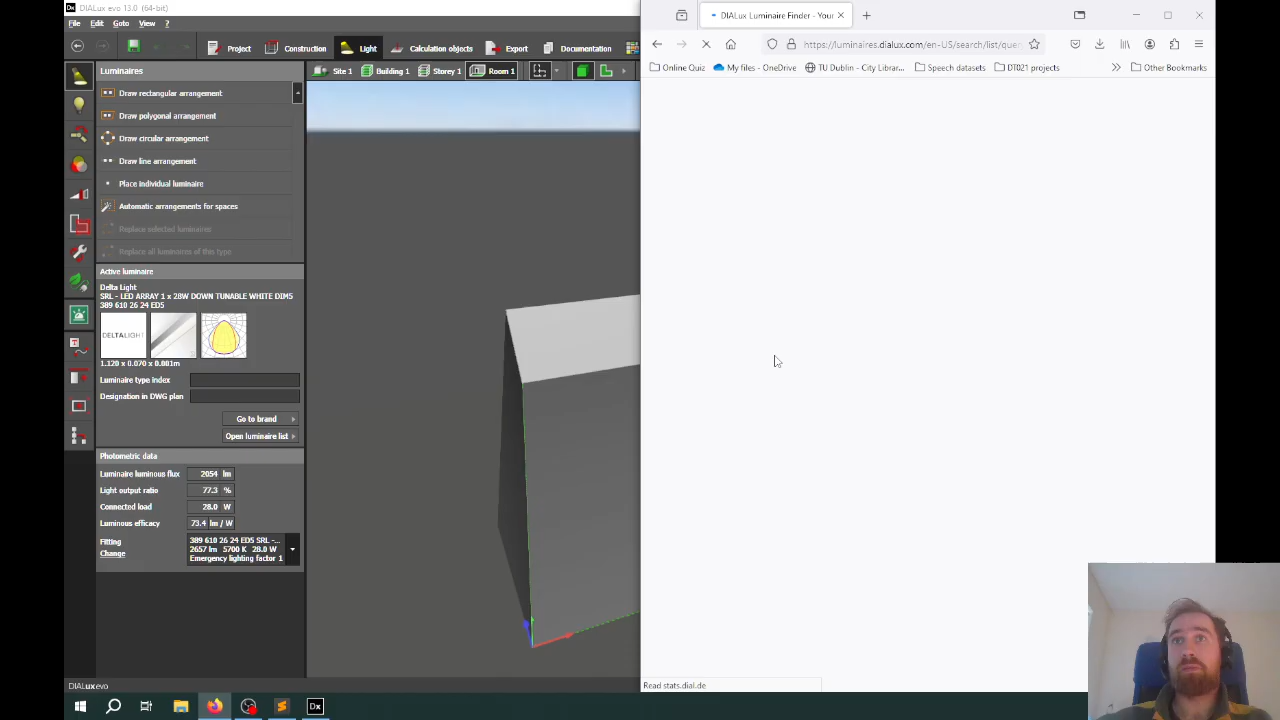 DIALux evo 13.0 (64-bit)
File Edit Goto View ?
Project Construction Light Calculation objects Export Documentation
Luminaires
Site 1 Building 1 Storey 1 Room 1
Draw rectangular arrangement
Draw polygonal arrangement
Draw circular arrangement
Draw line arrangement
Place individual luminaire
Automatic arrangements for spaces
Replace selected luminaires
Replace all luminaires of this type
Active luminaire
Delta Light
SRL - LED ARRAY 1 x 28W DOWN TUNABLE WHITE DIM5
389 610 26 24 ED5
DELTALIGHT
1.120 x 0.070 x 0.081m
Luminaire type index
Designation in DWG plan
Go to brand
Open luminaire list
Photometric data
Luminaire luminous flux 2054 lm
Light output ratio 77.3 %
Connected load 28.0 W
Luminous efficacy 73.4 lm / W
Fitting 389 610 26 24 ED5 SRL -...
Change 2657 lm 5700 K 28.0 W
Emergency lighting factor 1
DIALux evo
DIALux Luminaire Finder - Your
https://luminaires.dialux.com/en-US/search/list/que
Online Quiz My files - OneDrive TU Dublin - City Librar... Speech datasets DT021 projects Other Bookmarks
Read stats.dial.de
Dx